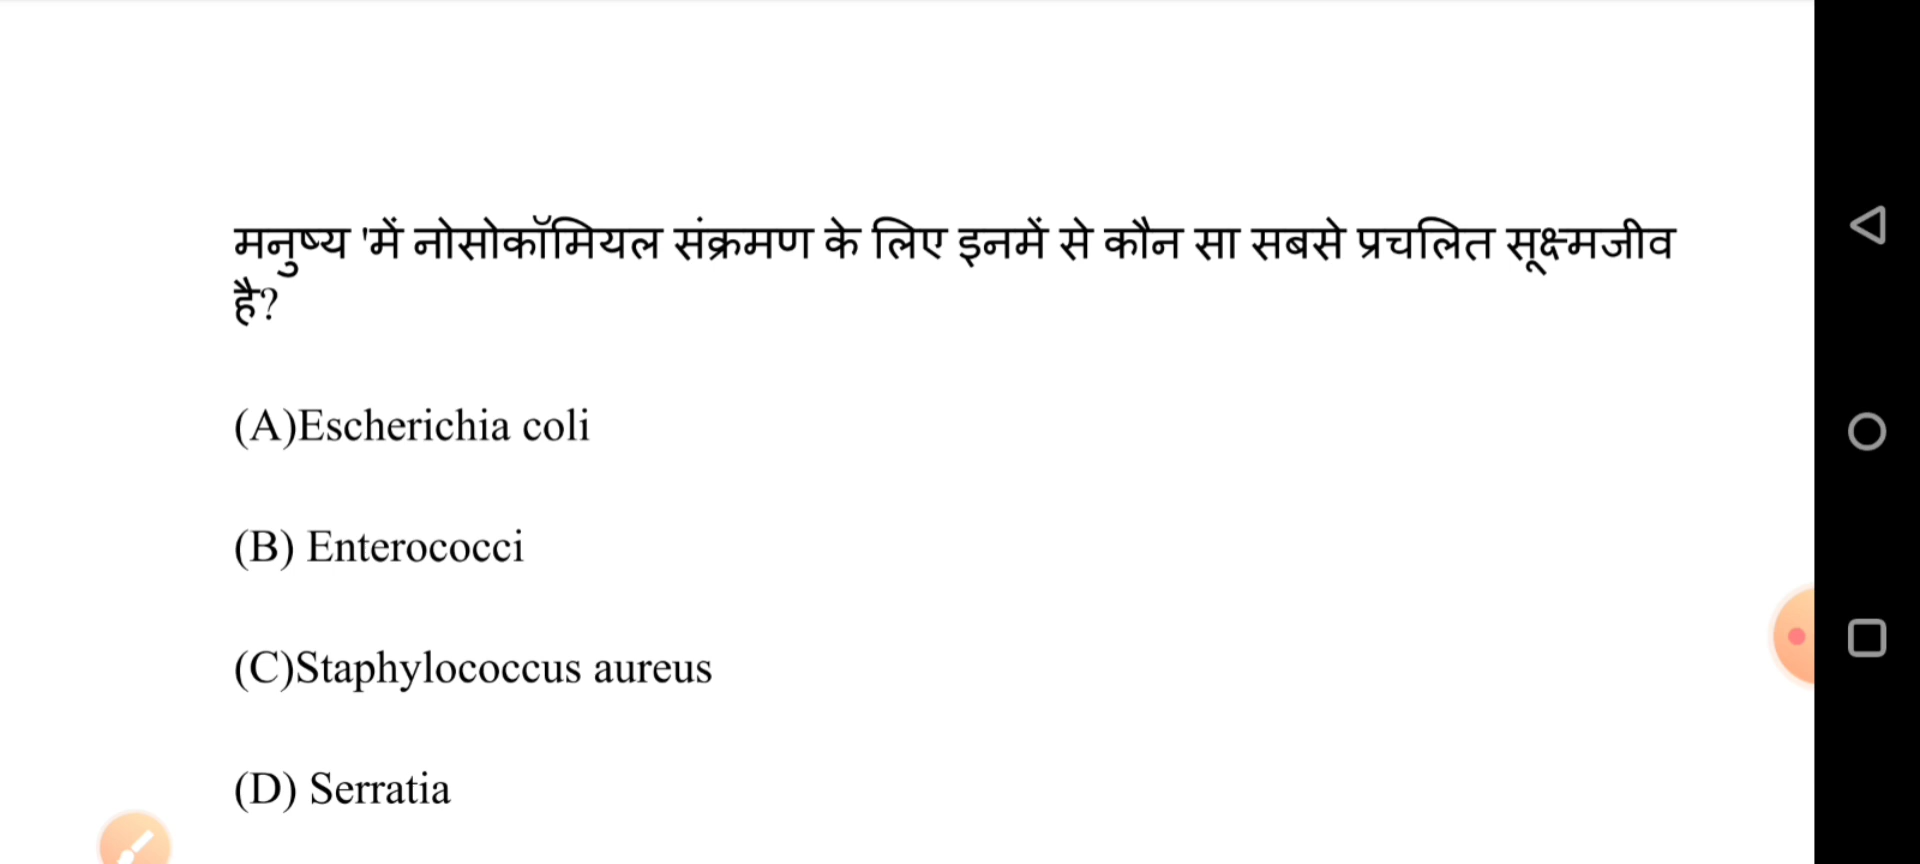 मनुष्य 'में नोसोकॉमियल संक्रमण के लिए इनमें से कौन सा सबसे प्रचलित सूक्ष्मजीव
है?
(A)Escherichia coli
(B) Enterococci
(C)Staphylococcus aureus
(D) Serratia